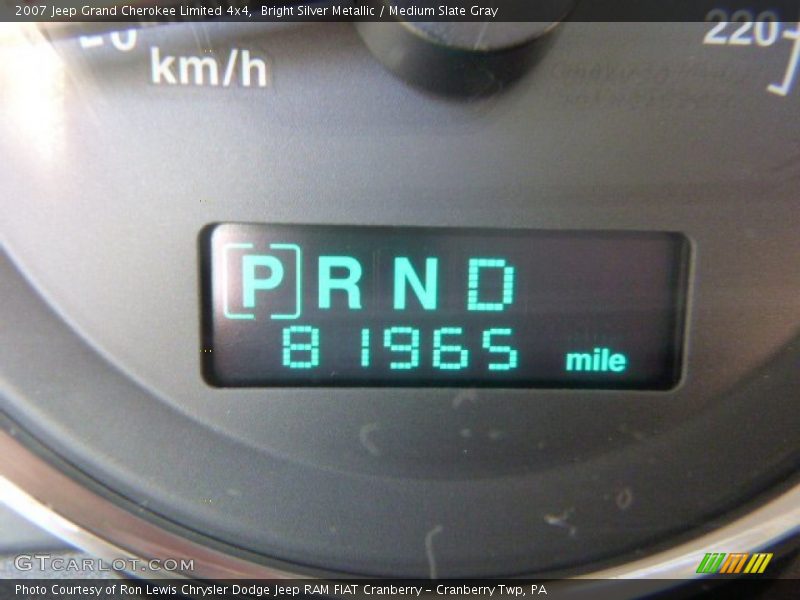 2007 Jeep Grand Cherokee Limited 4x4,  Bright Silver Metallic / Medium Slate Gray
20
220
km/h
P R N D
81965 mile
GTCARLOT.COM
Photo Courtesy of Ron Lewis Chrysler Dodge Jeep RAM FIAT Cranberry - Cranberry Twp, PA